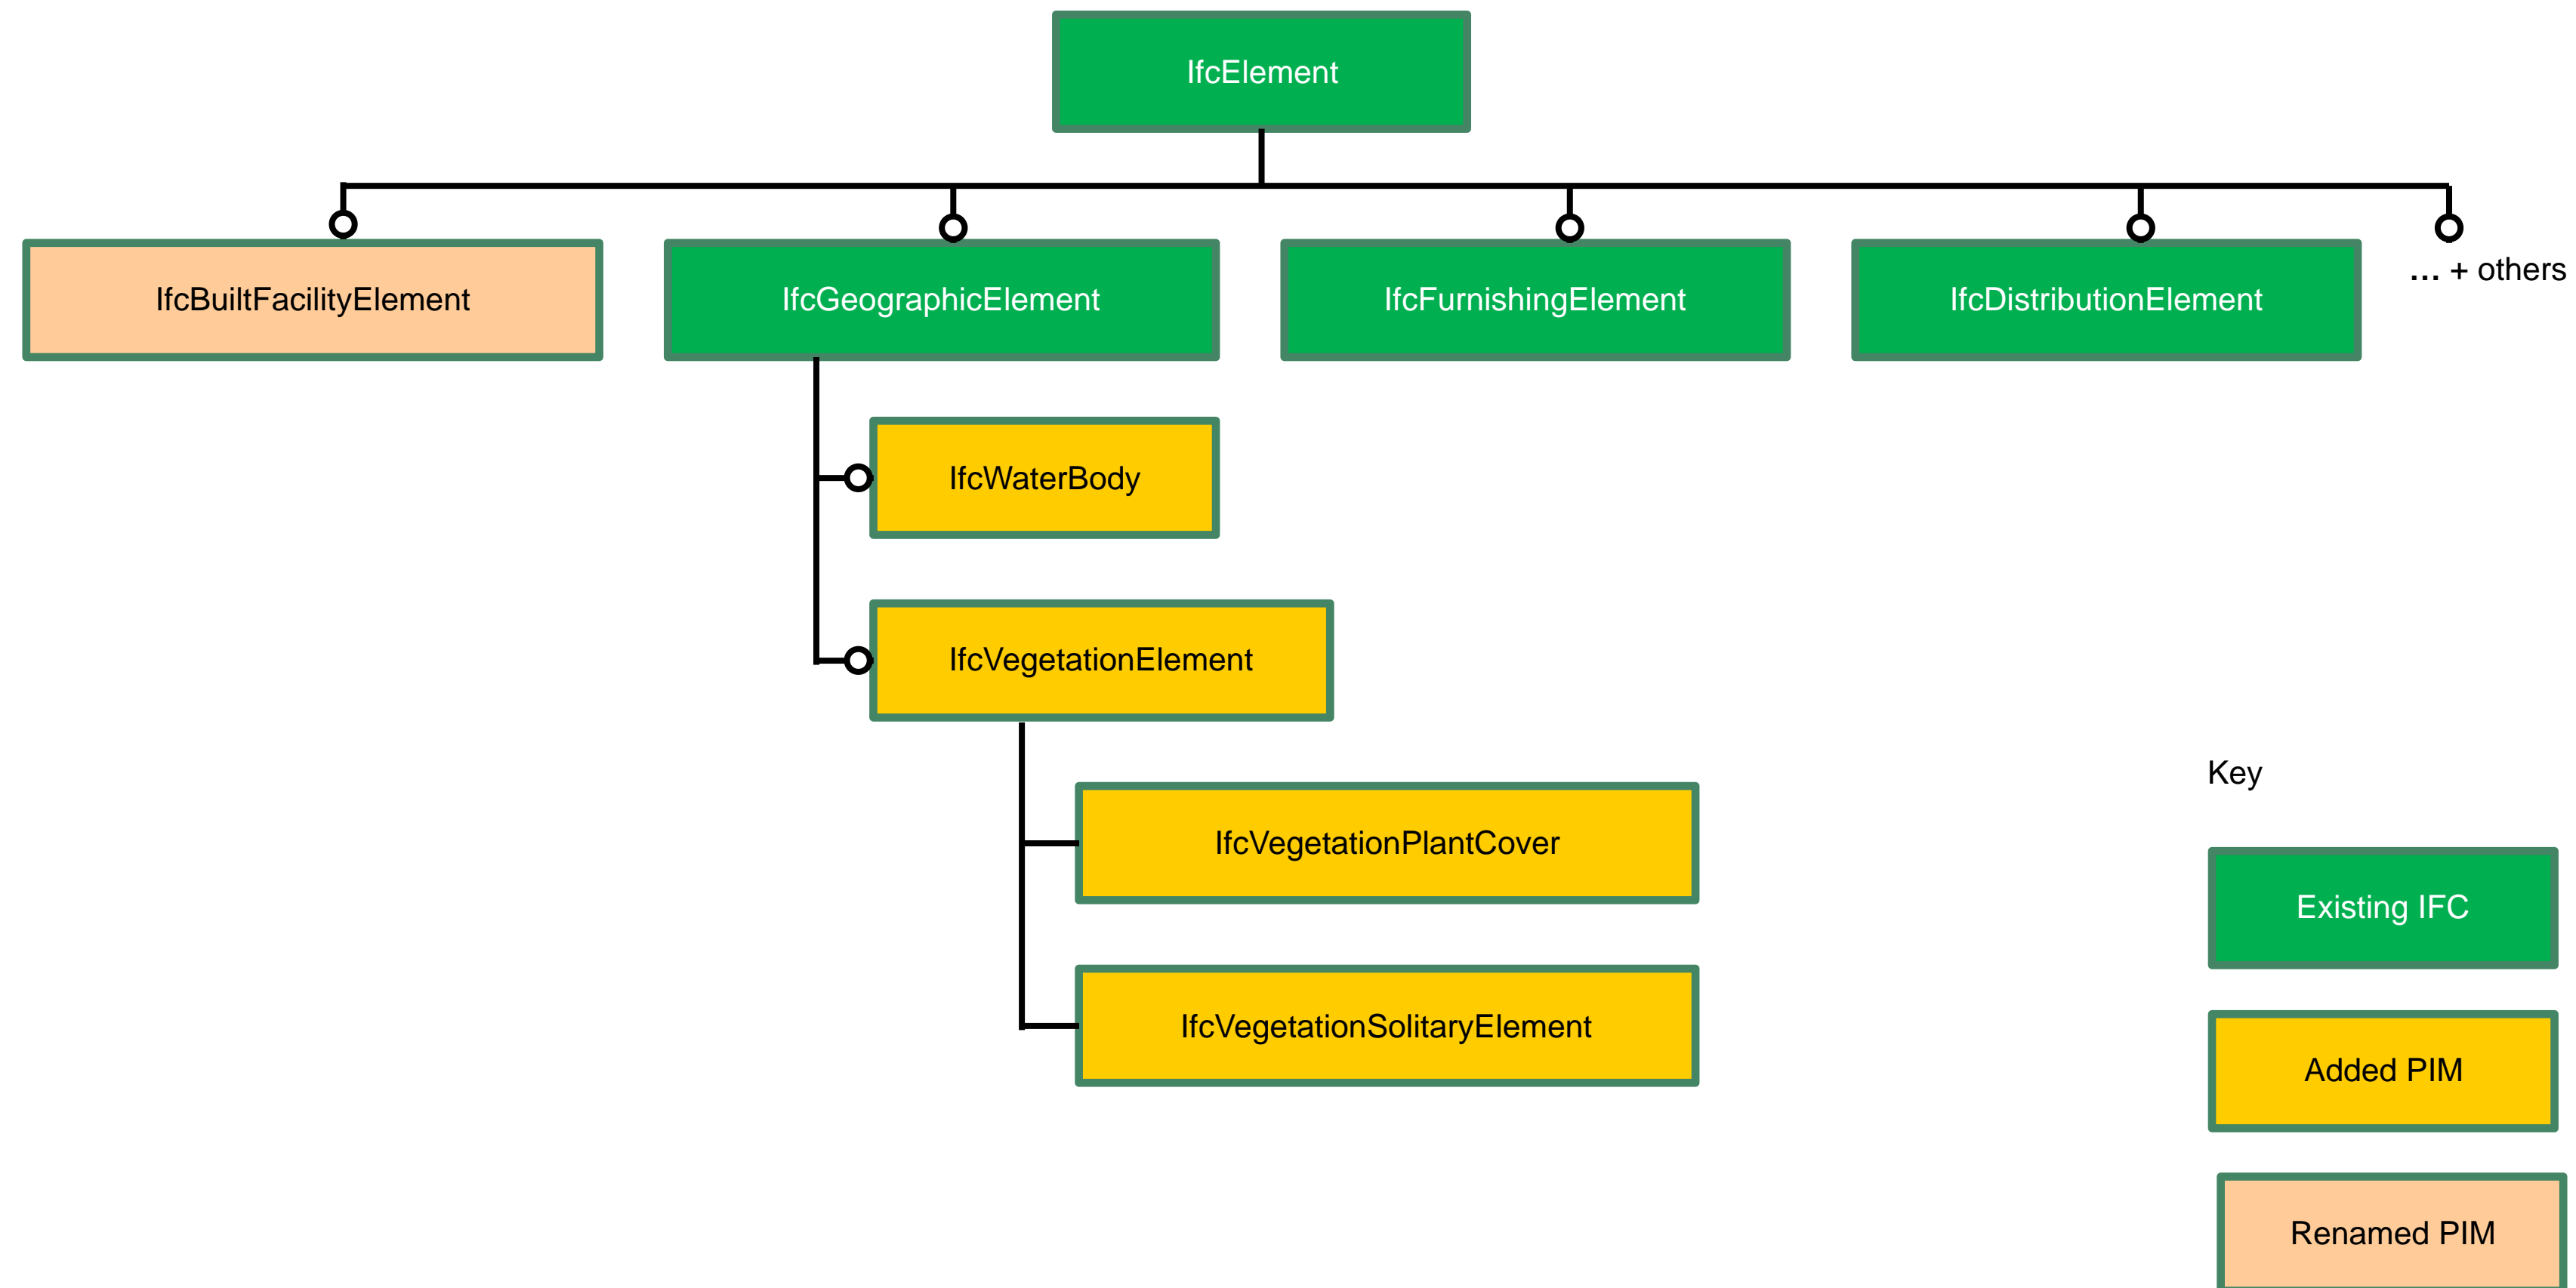 IfcElement
IfcBuiltFacilityElement
IfcGeographicElement
IfcFurnishingElement
IfcDistributionElement
... + others
IfcWaterBody
IfcVegetationElement
IfcVegetationPlantCover
IfcVegetationSolitaryElement
Key
Existing IFC
Added PIM
Renamed PIM